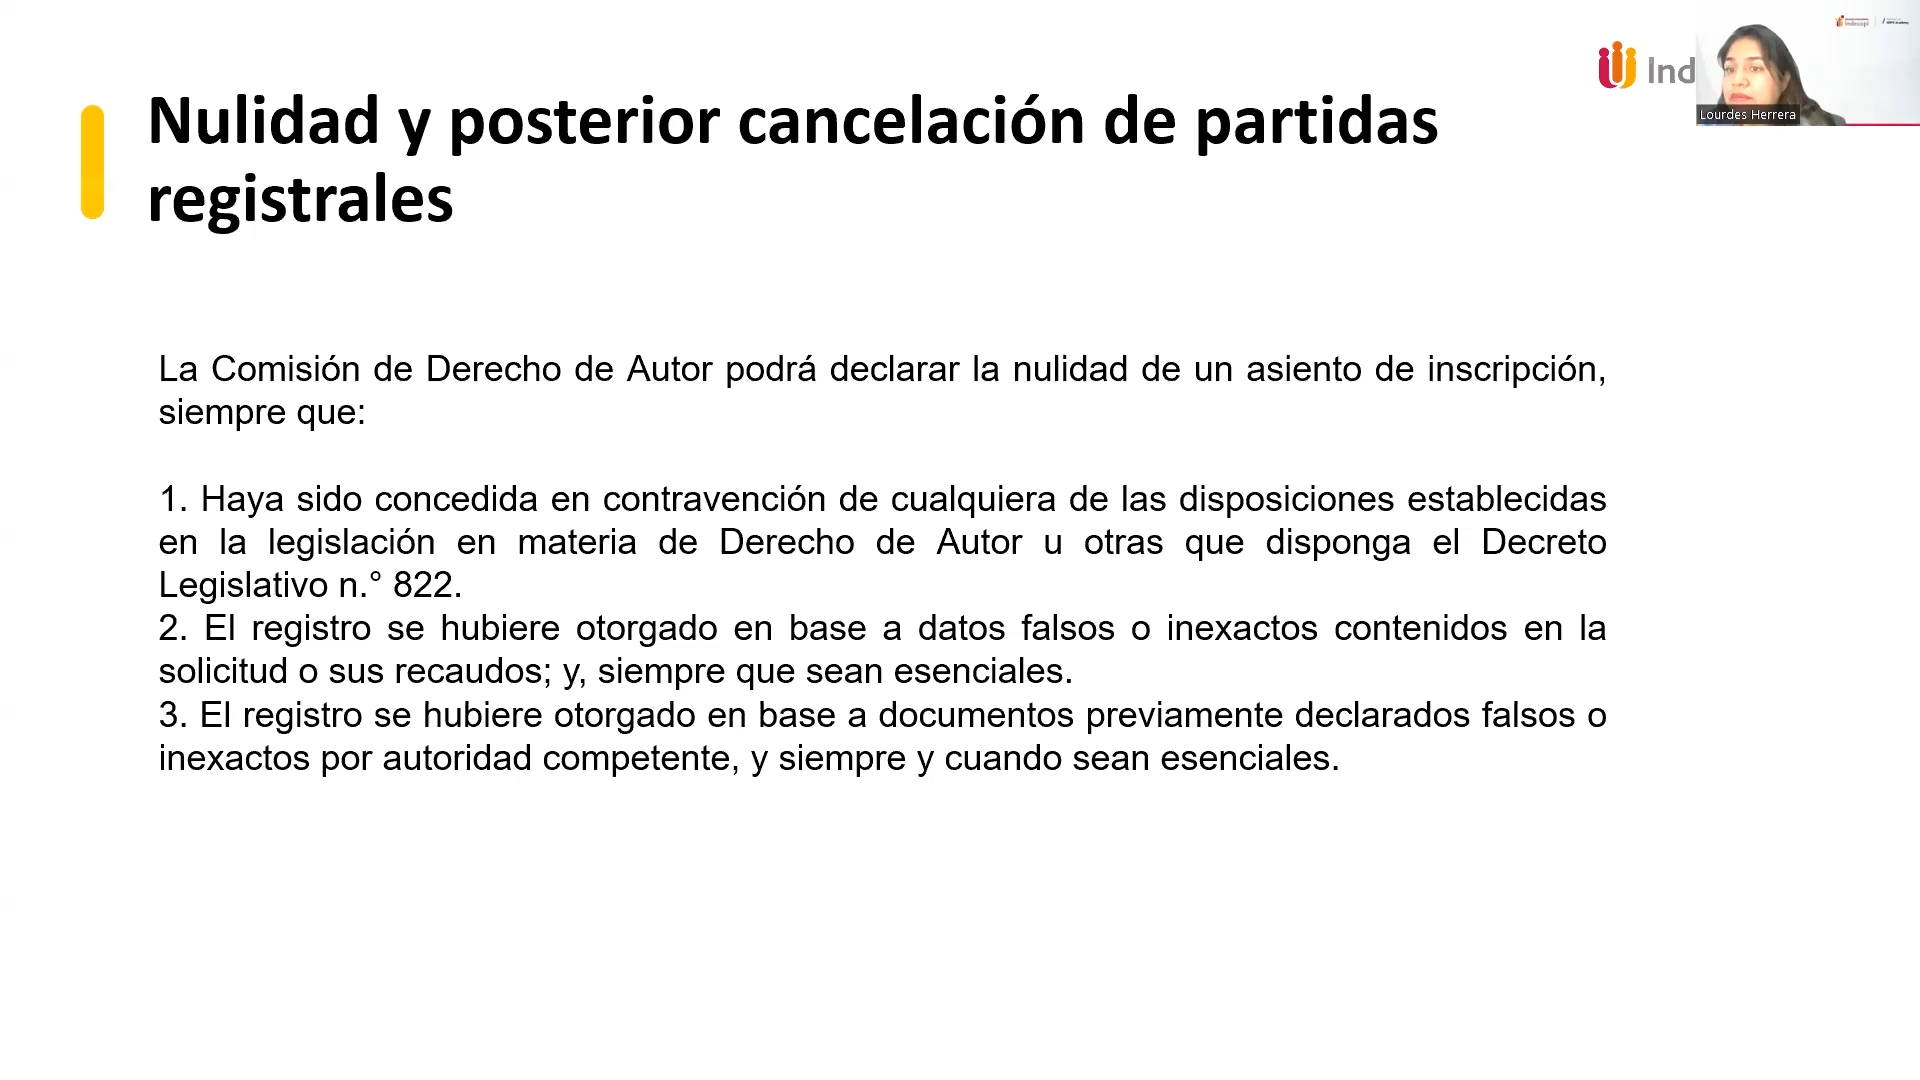 Nulidad y posterior cancelación de partidas
registrales
Ind
indecopi
Lourdes Herrera
La Comisión de Derecho de Autor podrá declarar la nulidad de un asiento de inscripción,
siempre que:
1. Haya sido concedida en contravención de cualquiera de las disposiciones establecidas
en la legislación en materia de Derecho de Autor u otras que disponga el Decreto
Legislativo n.° 822.
2. El registro se hubiere otorgado en base a datos falsos o inexactos contenidos en la
solicitud o sus recaudos; y, siempre que sean esenciales.
3. El registro se hubiere otorgado en base a documentos previamente declarados falsos o
inexactos por autoridad competente, y siempre y cuando sean esenciales.